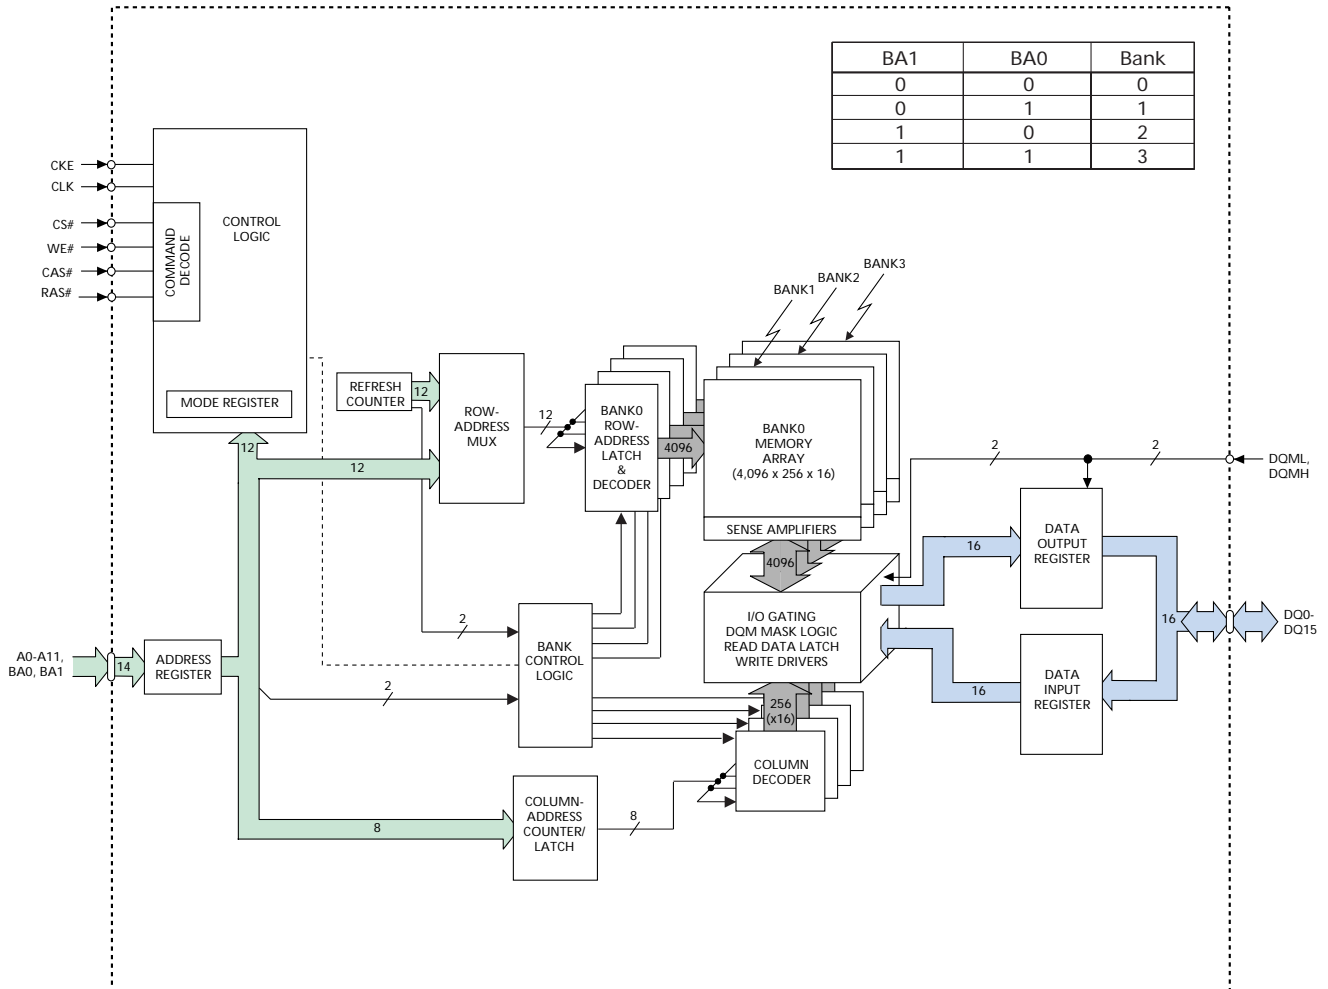 BA1 BA0 Bank
0 0 0
0 1 1
1 0 2
1 1 3
CKE
CLK
CS#
WE#
CAS#
RAS#
COMMAND
DECODE
CONTROL
LOGIC
MODE REGISTER
12
12
REFRESH
COUNTER
12
ROW-
ADDRESS
MUX
12
BANK0
ROW-
ADDRESS
LATCH
&
DECODER
4096
BANK1
BANK2
BANK3
BANK0
MEMORY
ARRAY
(4,096 x 256 x 16)
SENSE AMPLIFIERS
4096
I/O GATING
DQM MASK LOGIC
READ DATA LATCH
WRITE DRIVERS
256
(x16)
COLUMN
DECODER
2
2
DQML,
DQMH
16
DATA
OUTPUT
REGISTER
16
DQ0-
DQ15
16
DATA
INPUT
REGISTER
A0-A11,
BA0, BA1
14
ADDRESS
REGISTER
2
2
BANK
CONTROL
LOGIC
8
COLUMN-
ADDRESS
COUNTER/
LATCH
8